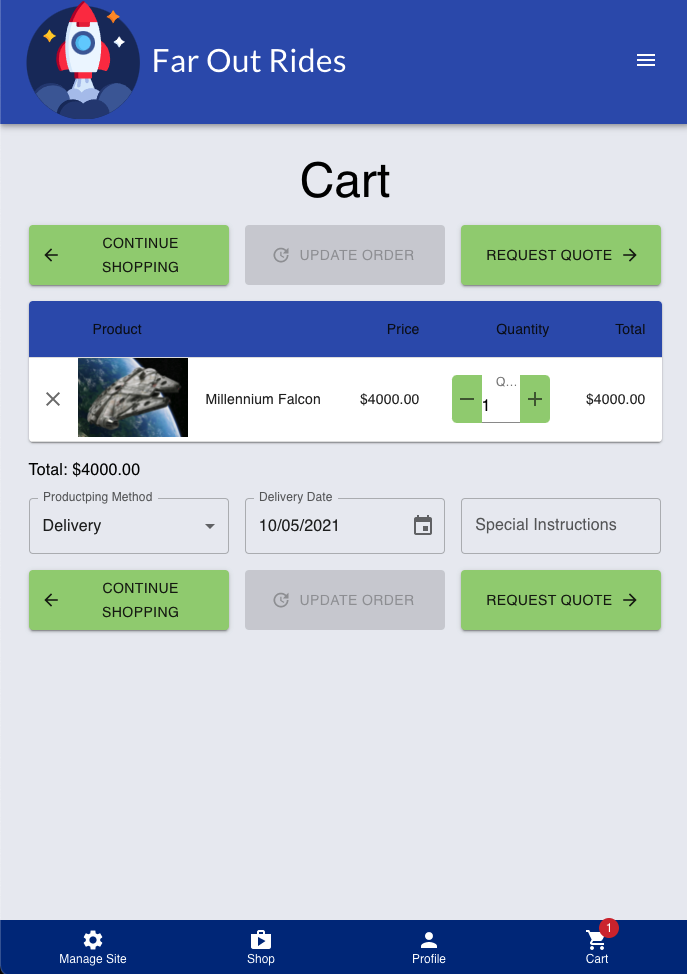 Far Out Rides
Cart
CONTINUE
SHOPPING
UPDATE ORDER
REQUEST QUOTE
Product Price Quantity Total
Millennium Falcon $4000.00 Q... 1 $4000.00
Total: $4000.00
Productping Method
Delivery
Delivery Date
10/05/2021
Special Instructions
CONTINUE
SHOPPING
UPDATE ORDER
REQUEST QUOTE
Manage Site
Shop
Profile
1
Cart